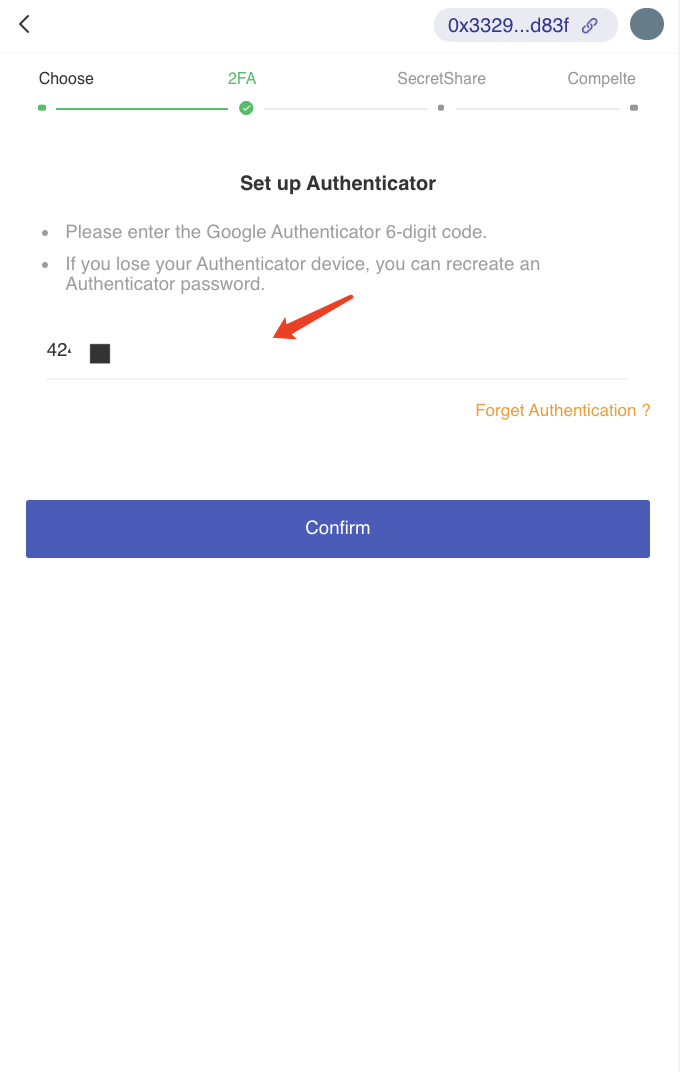 0x3329...d83f
Choose
2FA
SecretShare
Compelte
Set up Authenticator
Please enter the Google Authenticator 6-digit code.
If you lose your Authenticator device, you can recreate an
Authenticator password.
42
Forget Authentication ?
Confirm